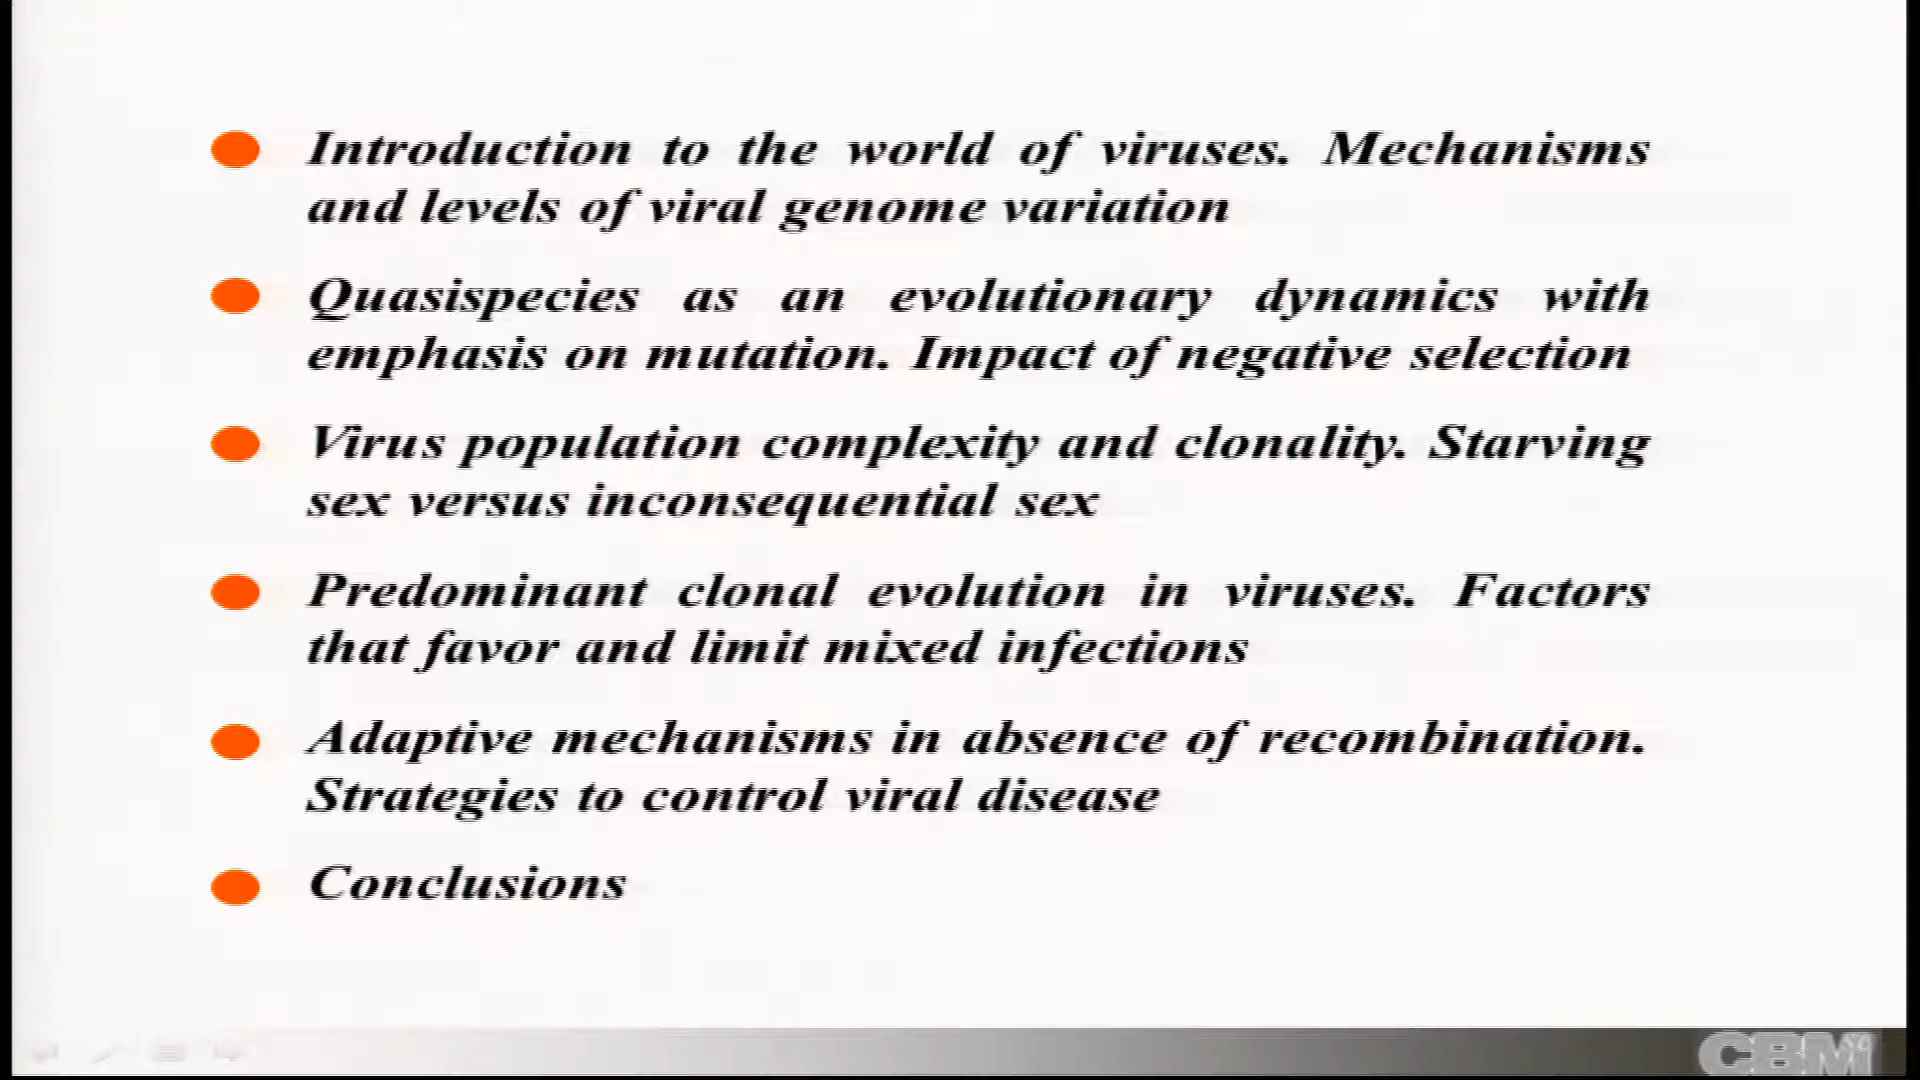 Introduction to the world of viruses. Mechanisms
and levels of viral genome variation
Quasispecies as an evolutionary dynamics with
emphasis on mutation. Impact of negative selection
Virus population complexity and clonality. Starving
sex versus inconsequential sex
Predominant clonal evolution in viruses. Factors
that favor and limit mixed infections
Adaptive mechanisms in absence of recombination.
Strategies to control viral disease
Conclusions
CBM